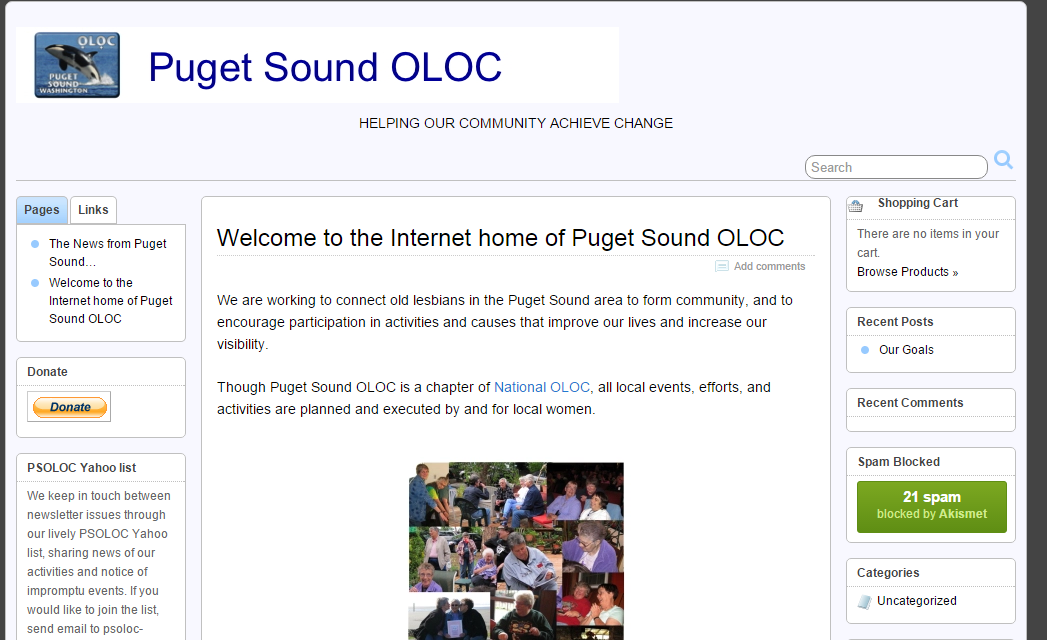 OLOC
PUGET
SOUND
WASHINGTON
Puget Sound OLOC
HELPING OUR COMMUNITY ACHIEVE CHANGE
Search
Pages
Links
The News from Puget
Sound…
Welcome to the
Internet home of Puget
Sound OLOC
Donate
Donate
PSOLOC Yahoo list
We keep in touch between
newsletter issues through
our lively PSOLOC Yahoo
list, sharing news of our
activities and notice of
impromptu events. If you
would like to join the list,
send email to psoloc-
Welcome to the Internet home of Puget Sound OLOC
Add comments
We are working to connect old lesbians in the Puget Sound area to form community, and to
encourage participation in activities and causes that improve our lives and increase our
visibility.
Though Puget Sound OLOC is a chapter of National OLOC, all local events, efforts, and
activities are planned and executed by and for local women.
Shopping Cart
There are no items in your
cart.
Browse Products »
Recent Posts
Our Goals
Recent Comments
Spam Blocked
21 spam
blocked by Akismet
Categories
Uncategorized